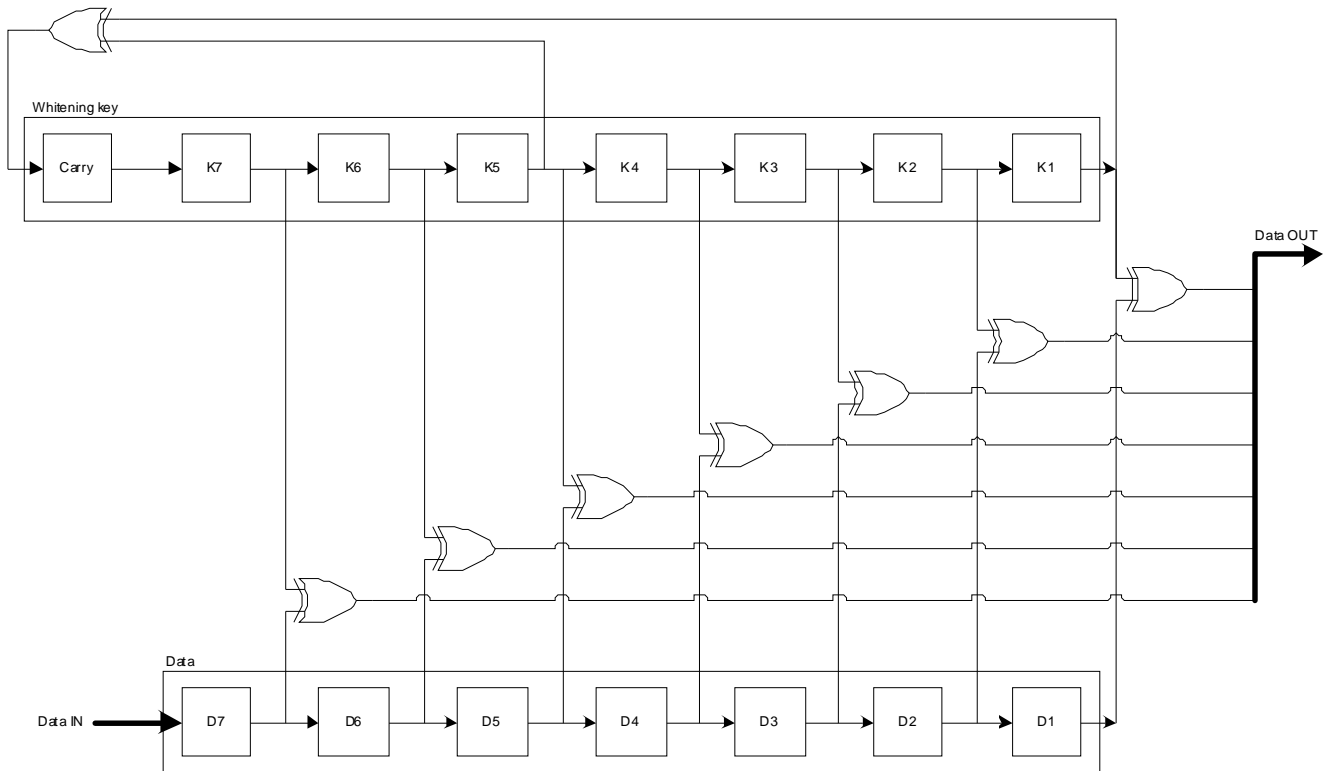 Whitening key
Carry
K7
K6
K5
K4
K3
K2
K1
Data OUT
Data
Data IN
D7
D6
D5
D4
D3
D2
D1